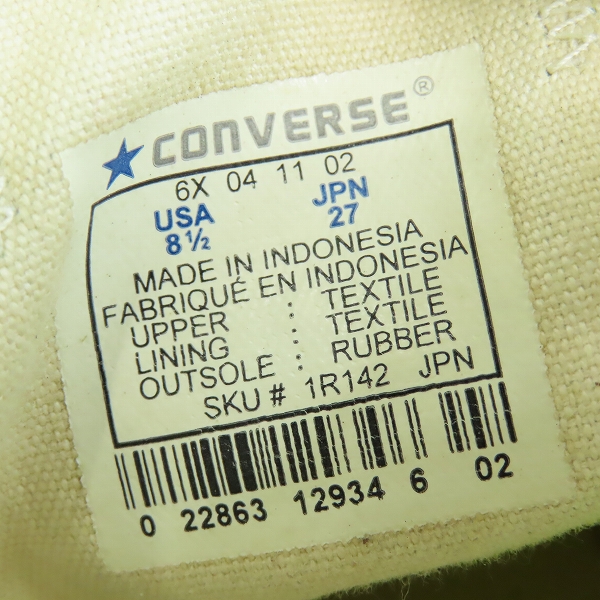 CONVERSE®
6X 04 11 02
USA JPN
8½ 27
MADE IN INDONESIA
FABRIQUÉ EN INDONESIA
UPPER : TEXTILE
LINING : TEXTILE
OUTSOLE : RUBBER
SKU # 1R142 JPN
0 22863 12934 6 02